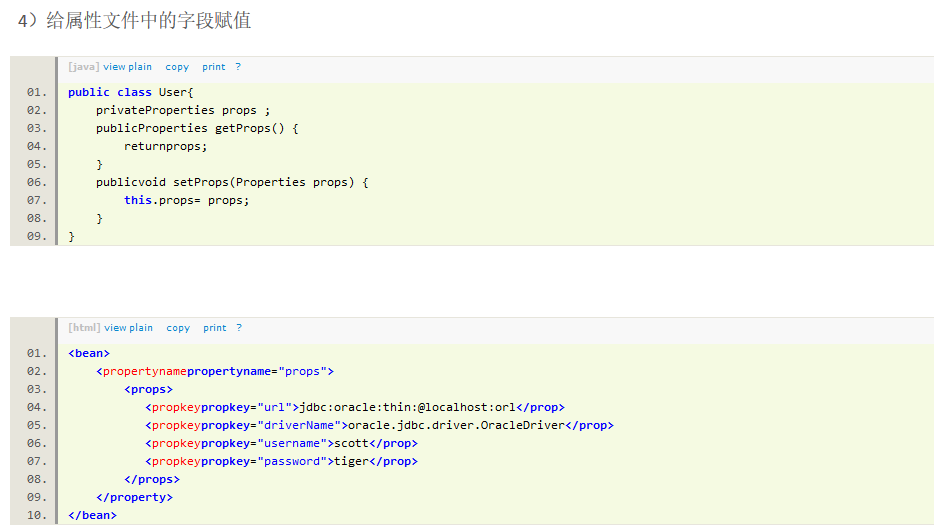 4）给属性文件中的字段赋值
[java] view plain copy print ?
01. public class User{
02. privateProperties props ;
03. publicProperties getProps() {
04. returnprops;
05. }
06. publicvoid setProps(Properties props) {
07. this.props= props;
08. }
09. }
[html] view plain copy print ?
01. <bean>
02. <propertynamepropertyname="props">
03. <props>
04. <propkeypropkey="url">jdbc:oracle:thin:@localhost:orl</prop>
05. <propkeypropkey="driverName">oracle.jdbc.driver.OracleDriver</prop>
06. <propkeypropkey="username">scott</prop>
07. <propkeypropkey="password">tiger</prop>
08. </props>
09. </property>
10. </bean>